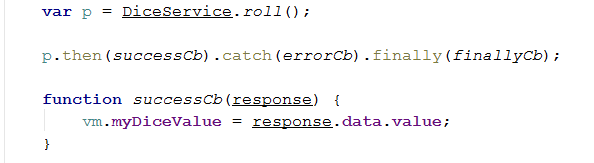 var p = DiceService.roll();
p.then(successCb).catch(errorCb).finally(finallyCb);
function successCb(response) {
vm.myDiceValue = response.data.value;
}